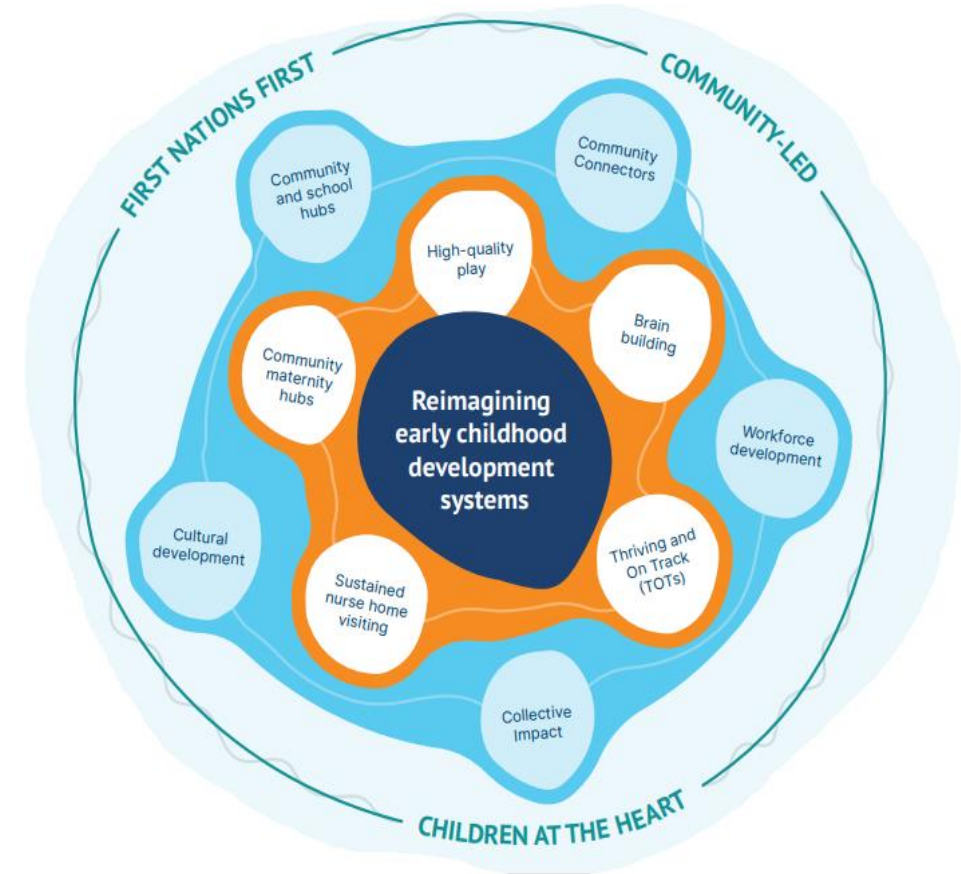 FIRST NATIONS FIRST
COMMUNITY-LED
Community
and school
hubs
Community
Connectors
High-quality
play
Brain
building
Community
maternity
hubs
Reimagining
early childhood
development
systems
Workforce
development
Cultural
development
Sustained
nurse home
visiting
Thriving and
On Track
(TOTs)
Collective
Impact
CHILDREN AT THE HEART